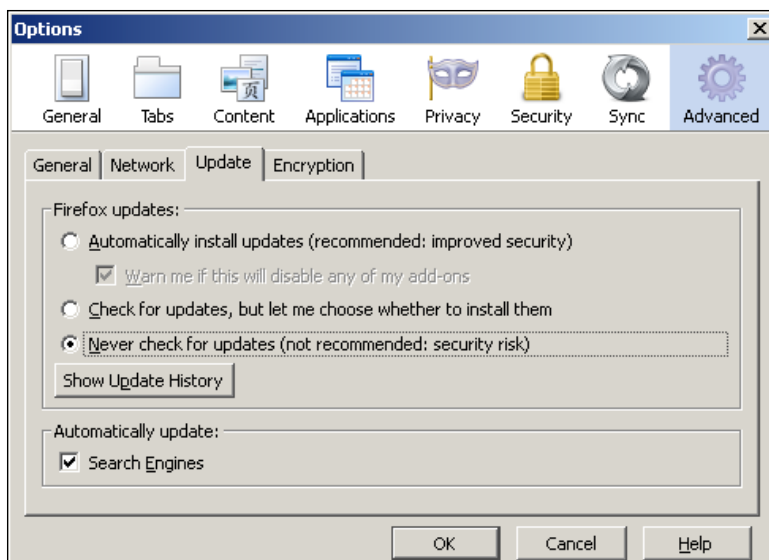 Options
General Tabs Content Applications Privacy Security Sync Advanced
General Network Update Encryption
Firefox updates:
Automatically install updates (recommended: improved security)
Warn me if this will disable any of my add-ons
Check for updates, but let me choose whether to install them
Never check for updates (not recommended: security risk)
Show Update History
Automatically update:
Search Engines
OK Cancel Help